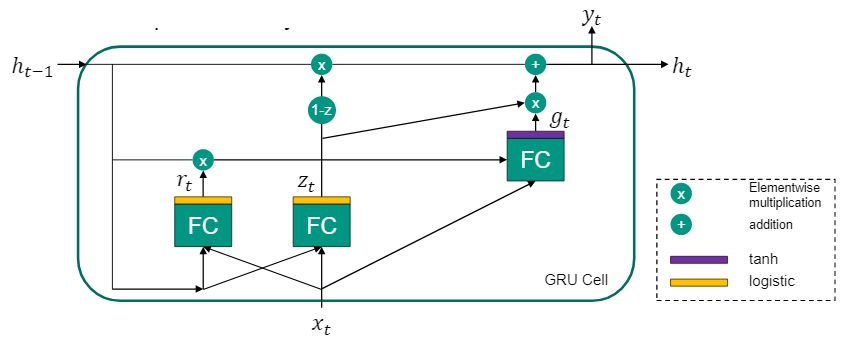 y_t
h_{t-1}
x
+
h_t
1-z
x
g_t
x
FC
r_t
z_t
FC
FC
x
Elementwise
multiplication
+
addition
tanh
GRU Cell
logistic
x_t